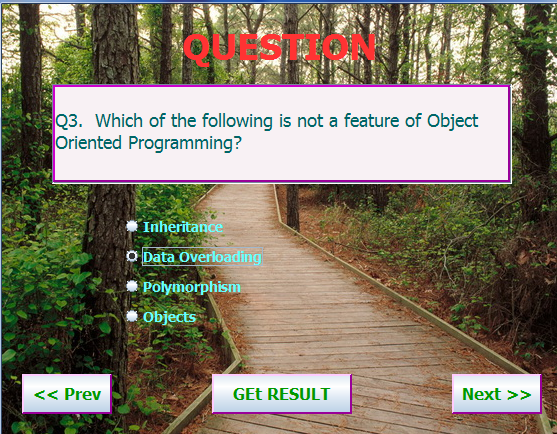 QUESTION
Q3. Which of the following is not a feature of Object
Oriented Programming?
Inheritance
Data Overloading
Polymorphism
Objects
<< Prev
GEt RESULT
Next >>